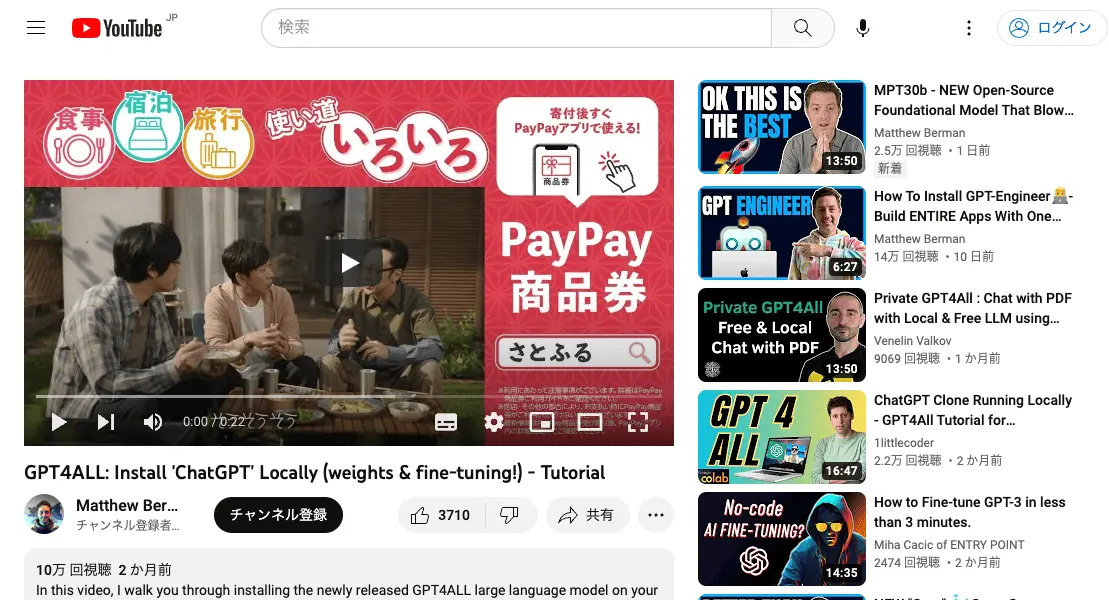 YouTube JP
検索
ログイン
食事
宿泊
旅行
使い道
いろいろ
寄付後すぐ
PayPayアプリで使える!
商品券
PayPay
商品券
さとふる
0:00 / 0:22
GPT4ALL: Install 'ChatGPT' Locally (weights & fine-tuning!) - Tutorial
Matthew Ber...
チャンネル登録者...
チャンネル登録
3710
共有
10万 回視聴 2 か月前
In this video, I walk you through installing the newly released GPT4ALL large language model on your
OK THIS IS
THE BEST
13:50
MPT30b - NEW Open-Source
Foundational Model That Blow...
Matthew Berman
2.5万 回視聴 ・1 日前
新着
GPT ENGINEER
6:27
How To Install GPT-Engineer👨‍💻-
Build ENTIRE Apps With One...
Matthew Berman
14万 回視聴 ・10 日前
Private GPT4All
Free & Local
Chat with PDF
13:50
Private GPT4All : Chat with PDF
with Local & Free LLM using...
Venelin Valkov
9069 回視聴 ・1 か月前
GPT 4
ALL
colab
16:47
ChatGPT Clone Running Locally
- GPT4All Tutorial for...
1littlecoder
2.2万 回視聴 ・2 か月前
No-code
AI FINE-TUNING?
14:35
How to Fine-tune GPT-3 in less
than 3 minutes.
Miha Cacic of ENTRY POINT
2474 回視聴 ・2 か月前